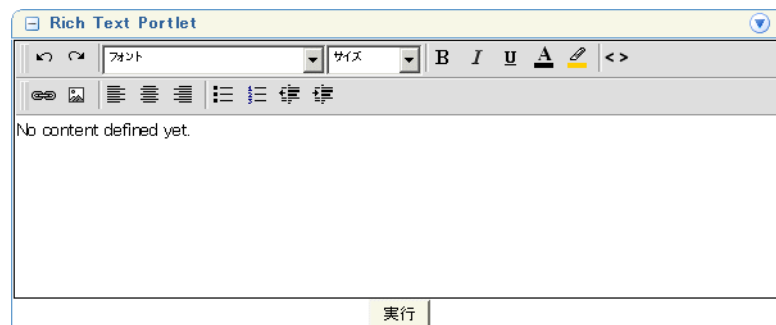 Rich Text Portlet
フォント サイズ B I U A <>
No content defined yet.
実行